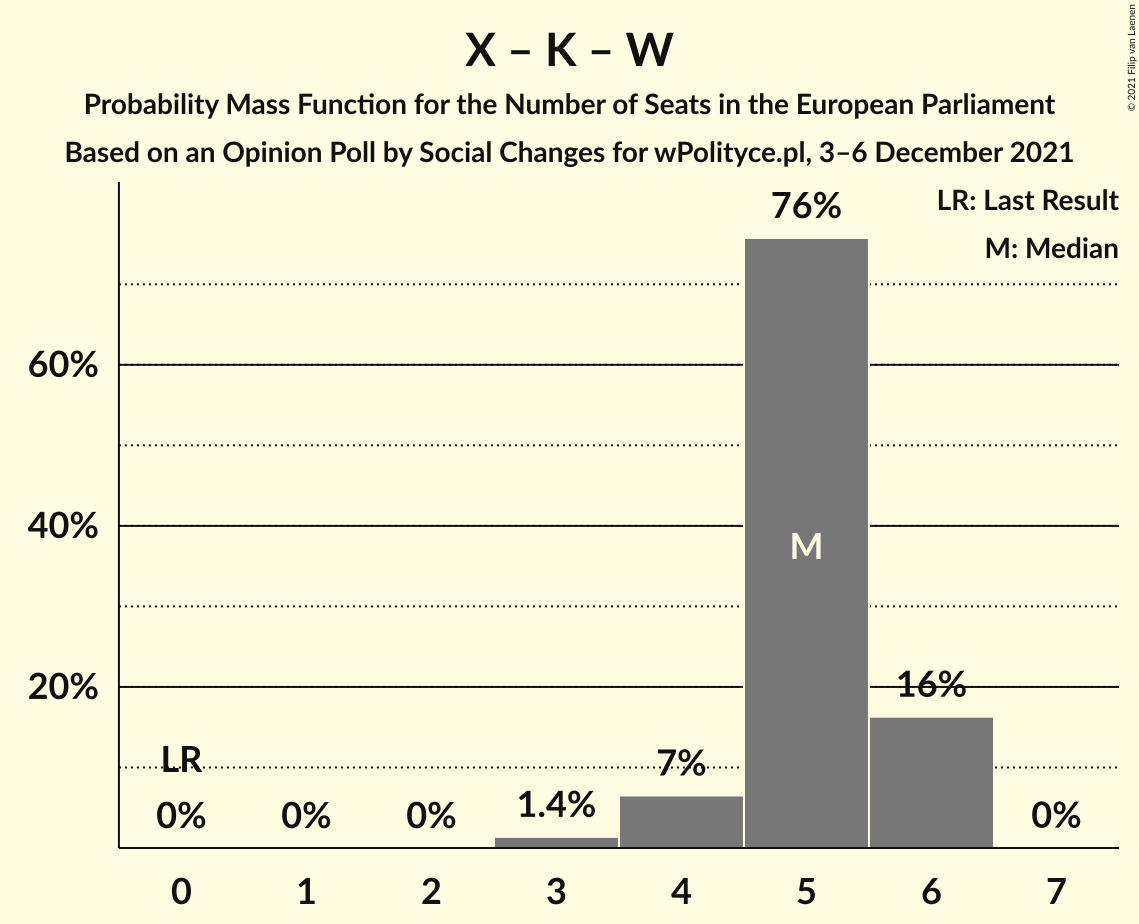 X – K – W
Probability Mass Function for the Number of Seats in the European Parliament
Based on an Opinion Poll by Social Changes for wPolityce.pl, 3–6 December 2021
© 2021 Filip van Laenen
LR: Last Result
M: Median
76%
60%
40%
M
20%
16%
LR
7%
0%
0%
0%
1.4%
0%
0 1 2 3 4 5 6 7